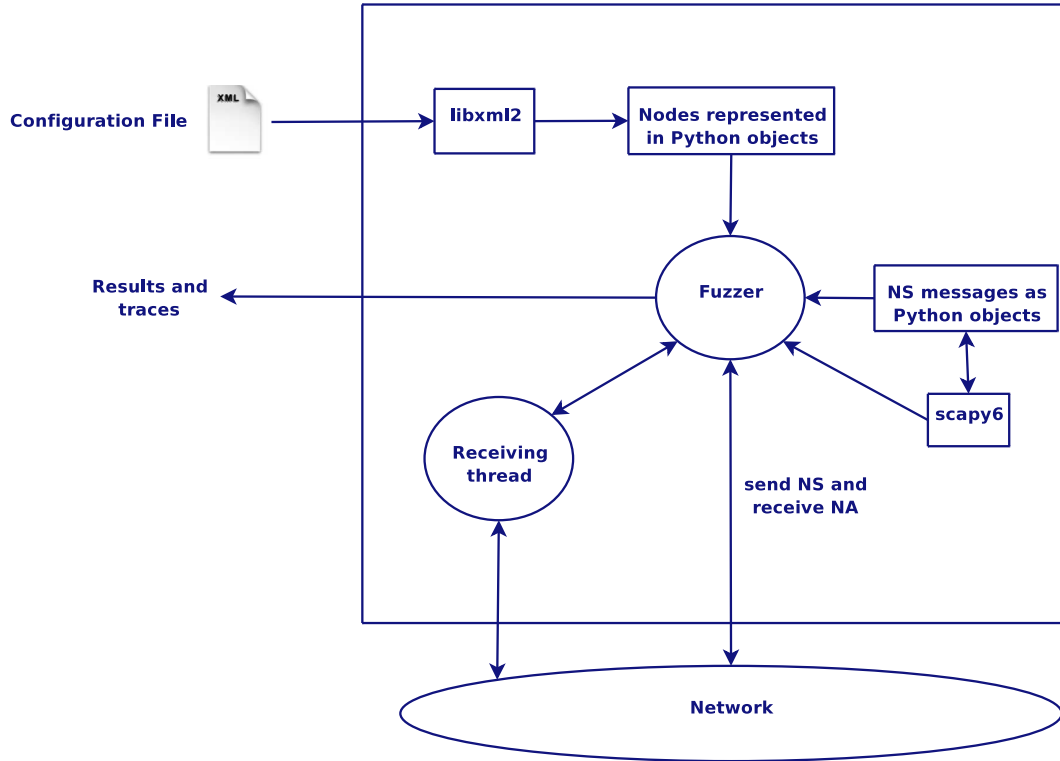 XML
Configuration File
libxml2
Nodes represented
in Python objects
Results and
traces
Fuzzer
NS messages as
Python objects
scapy6
Receiving
thread
send NS and
receive NA
Network